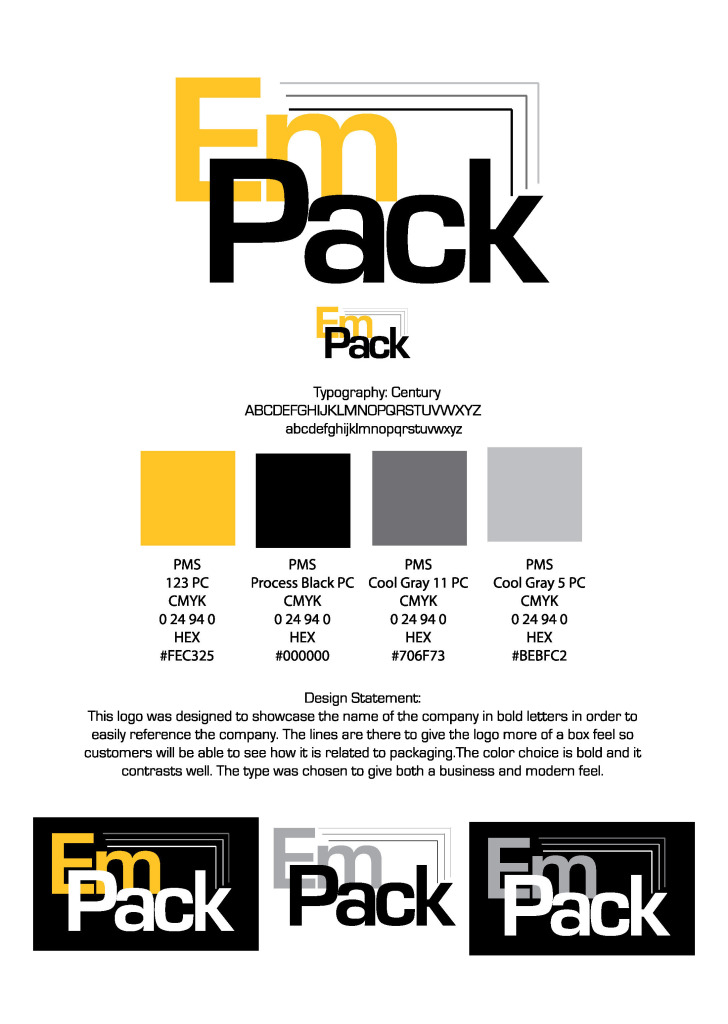 Em
Pack
Em
Pack
Typography: Century
ABCDEFGHIJKLMNOPQRSTUVWXYZ
abcdefghijklmnopqrstuvwxyz
PMS
123 PC
CMYK
0 24 94 0
HEX
#FEC325
PMS
Process Black PC
CMYK
0 24 94 0
HEX
#000000
PMS
Cool Gray 11 PC
CMYK
0 24 94 0
HEX
#706F73
PMS
Cool Gray 5 PC
CMYK
0 24 94 0
HEX
#BEBFC2
Design Statement:
This logo was designed to showcase the name of the company in bold letters in order to
easily reference the company. The lines are there to give the logo more of a box feel so
customers will be able to see how it is related to packaging.The color choice is bold and it
contrasts well. The type was chosen to give both a business and modern feel.
Em
Pack
Em
Pack
Em
Pack